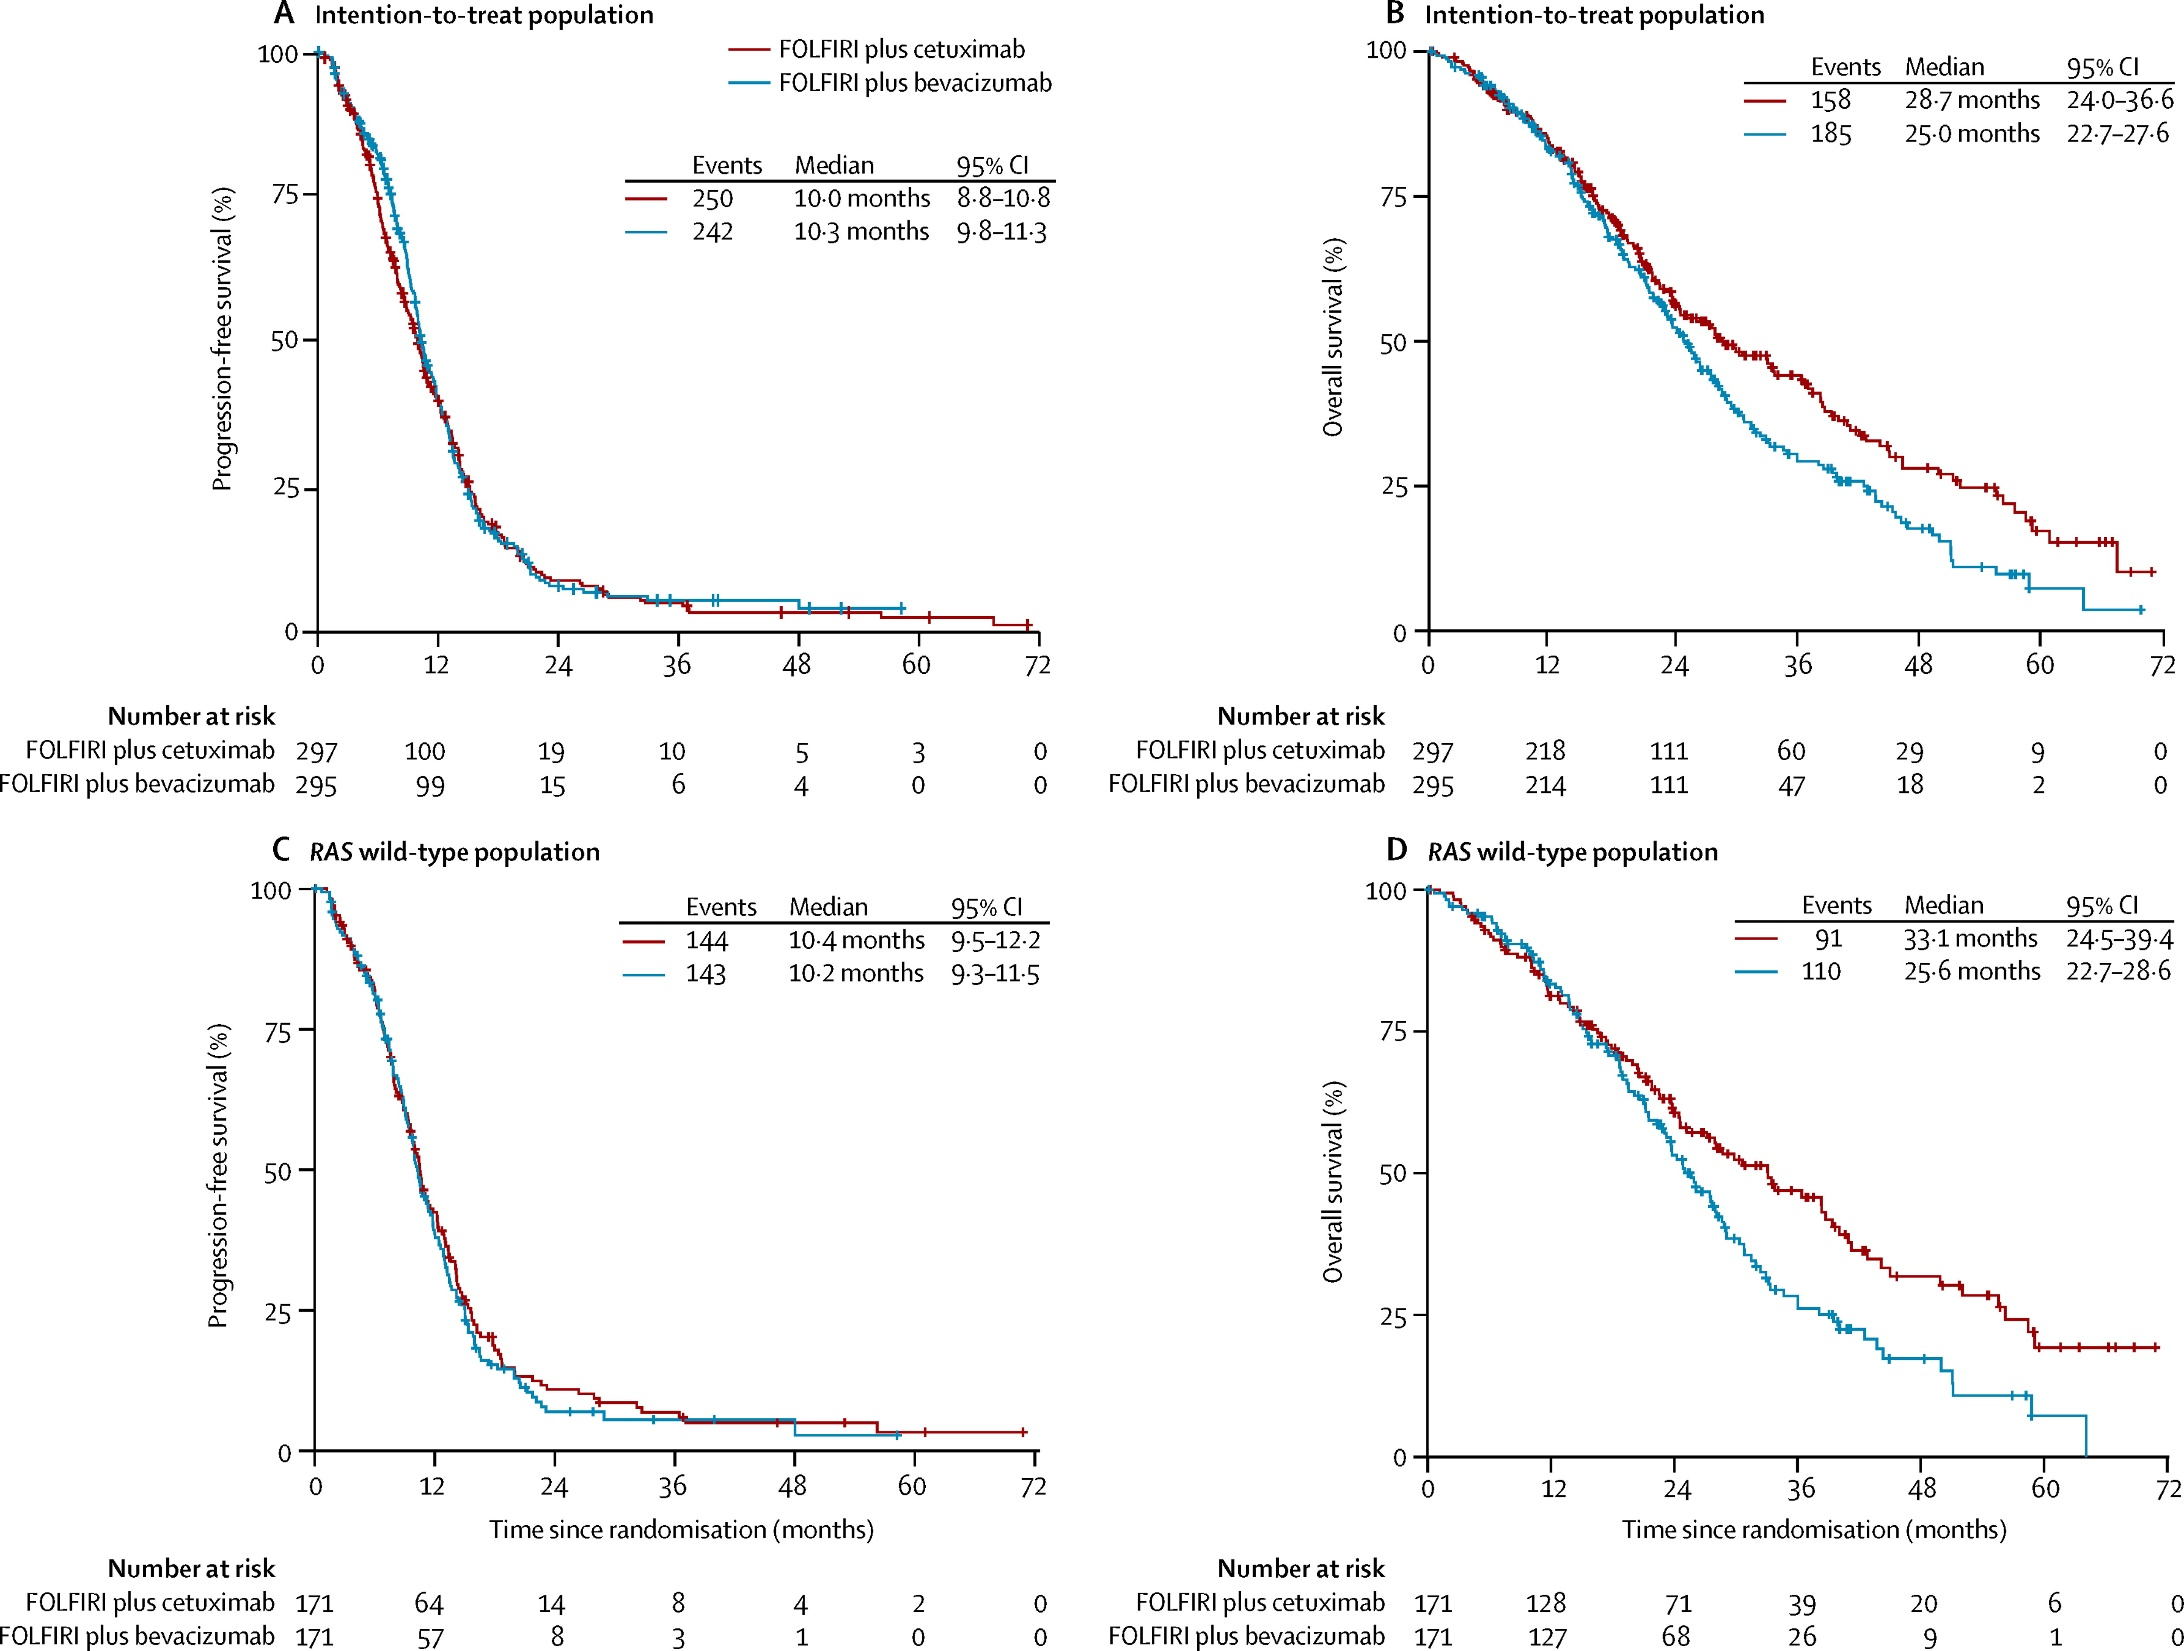 A Intention-to-treat population
FOLFIRI plus cetuximab
FOLFIRI plus bevacizumab
Events Median 95% CI
250 10·0 months 8·8–10·8
242 10·3 months 9·8–11·3
Progression-free survival (%)
100
75
50
25
0
0 12 24 36 48 60 72
Number at risk
FOLFIRI plus cetuximab 297 100 19 10 5 3 0
FOLFIRI plus bevacizumab 295 99 15 6 4 0 0
B Intention-to-treat population
Events Median 95% CI
158 28·7 months 24·0–36·6
185 25·0 months 22·7–27·6
Overall survival (%)
100
75
50
25
0
0 12 24 36 48 60 72
Number at risk
FOLFIRI plus cetuximab 297 218 111 60 29 9 0
FOLFIRI plus bevacizumab 295 214 111 47 18 2 0
C RAS wild-type population
Events Median 95% CI
144 10·4 months 9·5–12·2
143 10·2 months 9·3–11·5
Progression-free survival (%)
100
75
50
25
0
0 12 24 36 48 60 72
Time since randomisation (months)
Number at risk
FOLFIRI plus cetuximab 171 64 14 8 4 2 0
FOLFIRI plus bevacizumab 171 57 8 3 1 0 0
D RAS wild-type population
Events Median 95% CI
91 33·1 months 24·5–39·4
110 25·6 months 22·7–28·6
Overall survival (%)
100
75
50
25
0
0 12 24 36 48 60 72
Time since randomisation (months)
Number at risk
FOLFIRI plus cetuximab 171 128 71 39 20 6 0
FOLFIRI plus bevacizumab 171 127 68 26 9 1 0